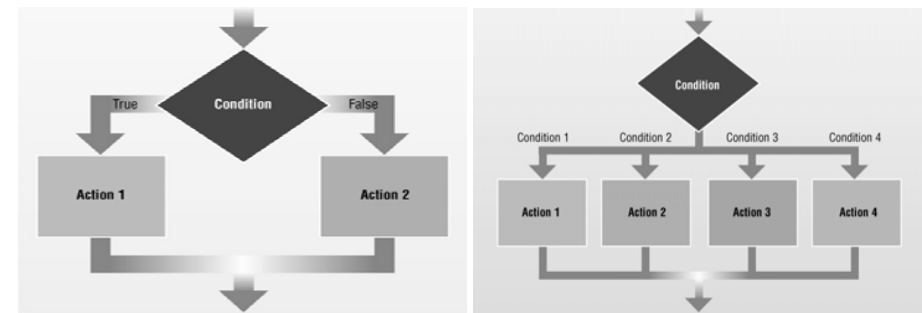 True
Condition
False
Action 1
Action 2
Condition
Condition 1
Condition 2
Condition 3
Condition 4
Action 1
Action 2
Action 3
Action 4